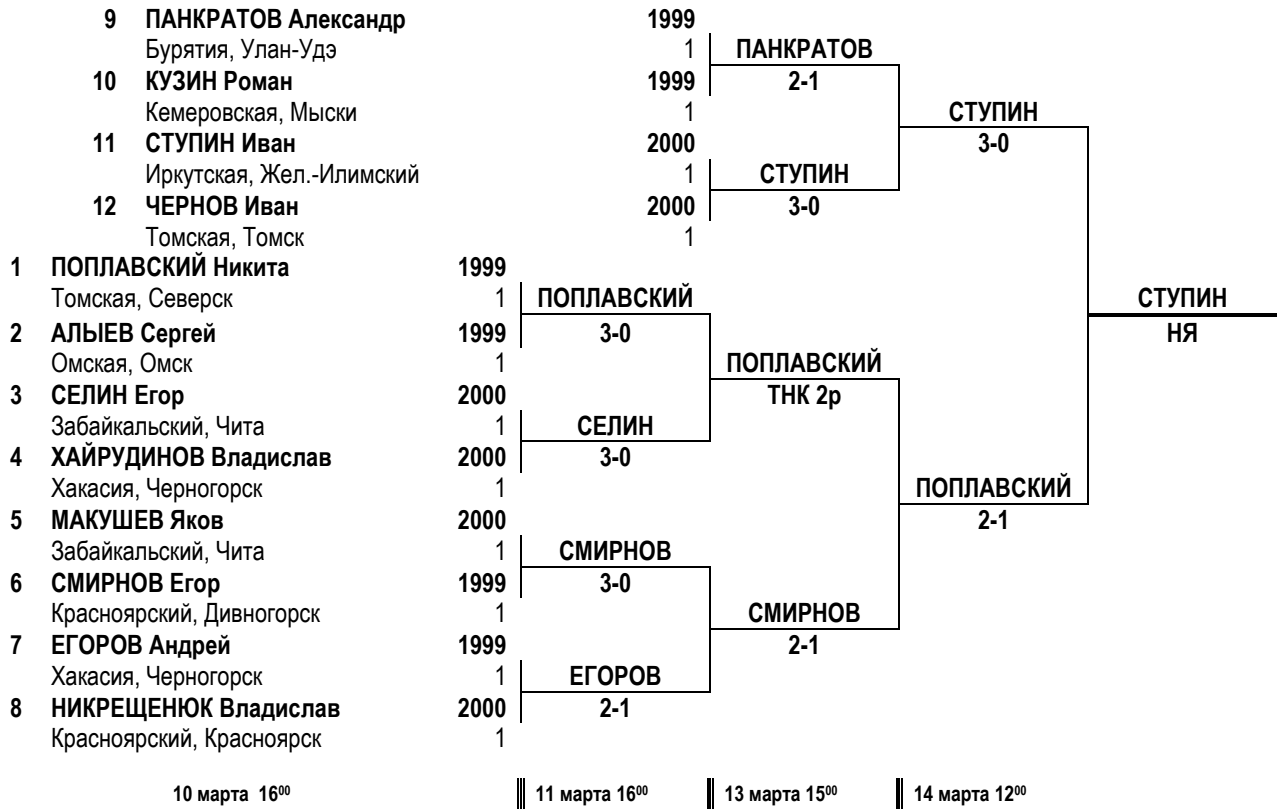 9 ПАНКРАТОВ Александр 1999
Бурятия, Улан-Удэ 1 ПАНКРАТОВ
10 КУЗИН Роман 1999 2-1
Кемеровская, Мыски 1 СТУПИН
11 СТУПИН Иван 2000 3-0
Иркутская, Жел.-Илимский 1 СТУПИН
12 ЧЕРНОВ Иван 2000 3-0
Томская, Томск 1
1 ПОПЛАВСКИЙ Никита 1999
Томская, Северск 1 ПОПЛАВСКИЙ СТУПИН
2 АЛЫЕВ Сергей 1999 3-0 НЯ
Омская, Омск 1 ПОПЛАВСКИЙ
3 СЕЛИН Егор 2000 ТНК 2р
Забайкальский, Чита 1 СЕЛИН
4 ХАЙРУДИНОВ Владислав 2000 3-0
Хакасия, Черногорск 1 ПОПЛАВСКИЙ
5 МАКУШЕВ Яков 2000 2-1
Забайкальский, Чита 1 СМИРНОВ
6 СМИРНОВ Егор 1999 3-0
Красноярский, Дивногорск 1 СМИРНОВ
7 ЕГОРОВ Андрей 1999 2-1
Хакасия, Черногорск 1 ЕГОРОВ
8 НИКРЕЩЕНЮК Владислав 2000 2-1
Красноярский, Красноярск 1
10 марта 16⁰⁰ 11 марта 16⁰⁰ 13 марта 15⁰⁰ 14 марта 12⁰⁰